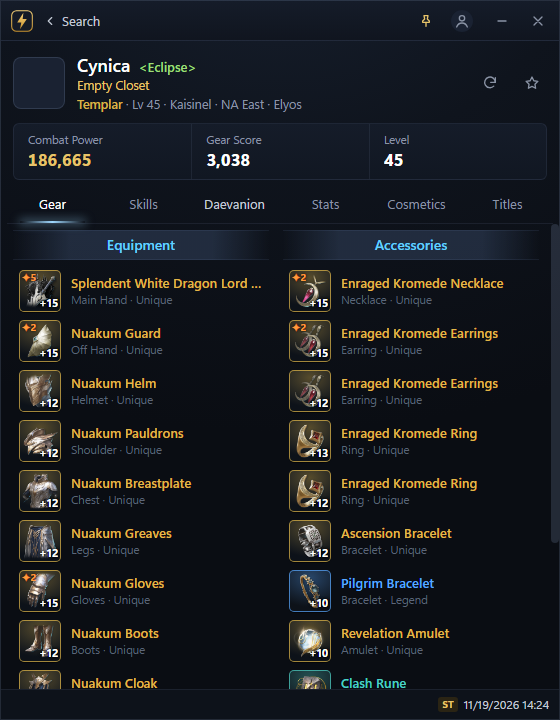 Search
Cynica <Eclipse>
Empty Closet
Templar · Lv 45 · Kaisinel · NA East · Elyos
Combat Power
186,665
Gear Score
3,038
Level
45
Gear Skills Daevanion Stats Cosmetics Titles
Equipment
5
+15
Splendent White Dragon Lord ...
Main Hand · Unique
2
+15
Nuakum Guard
Off Hand · Unique
+12
Nuakum Helm
Helmet · Unique
+12
Nuakum Pauldrons
Shoulder · Unique
+12
Nuakum Breastplate
Chest · Unique
+12
Nuakum Greaves
Legs · Unique
2
+15
Nuakum Gloves
Gloves · Unique
+12
Nuakum Boots
Boots · Unique
Nuakum Cloak
Accessories
2
+15
Enraged Kromede Necklace
Necklace · Unique
2
+15
Enraged Kromede Earrings
Earring · Unique
+12
Enraged Kromede Earrings
Earring · Unique
+13
Enraged Kromede Ring
Ring · Unique
+12
Enraged Kromede Ring
Ring · Unique
+12
Ascension Bracelet
Bracelet · Unique
+10
Pilgrim Bracelet
Bracelet · Legend
+10
Revelation Amulet
Amulet · Unique
Clash Rune
ST 11/19/2026 14:24